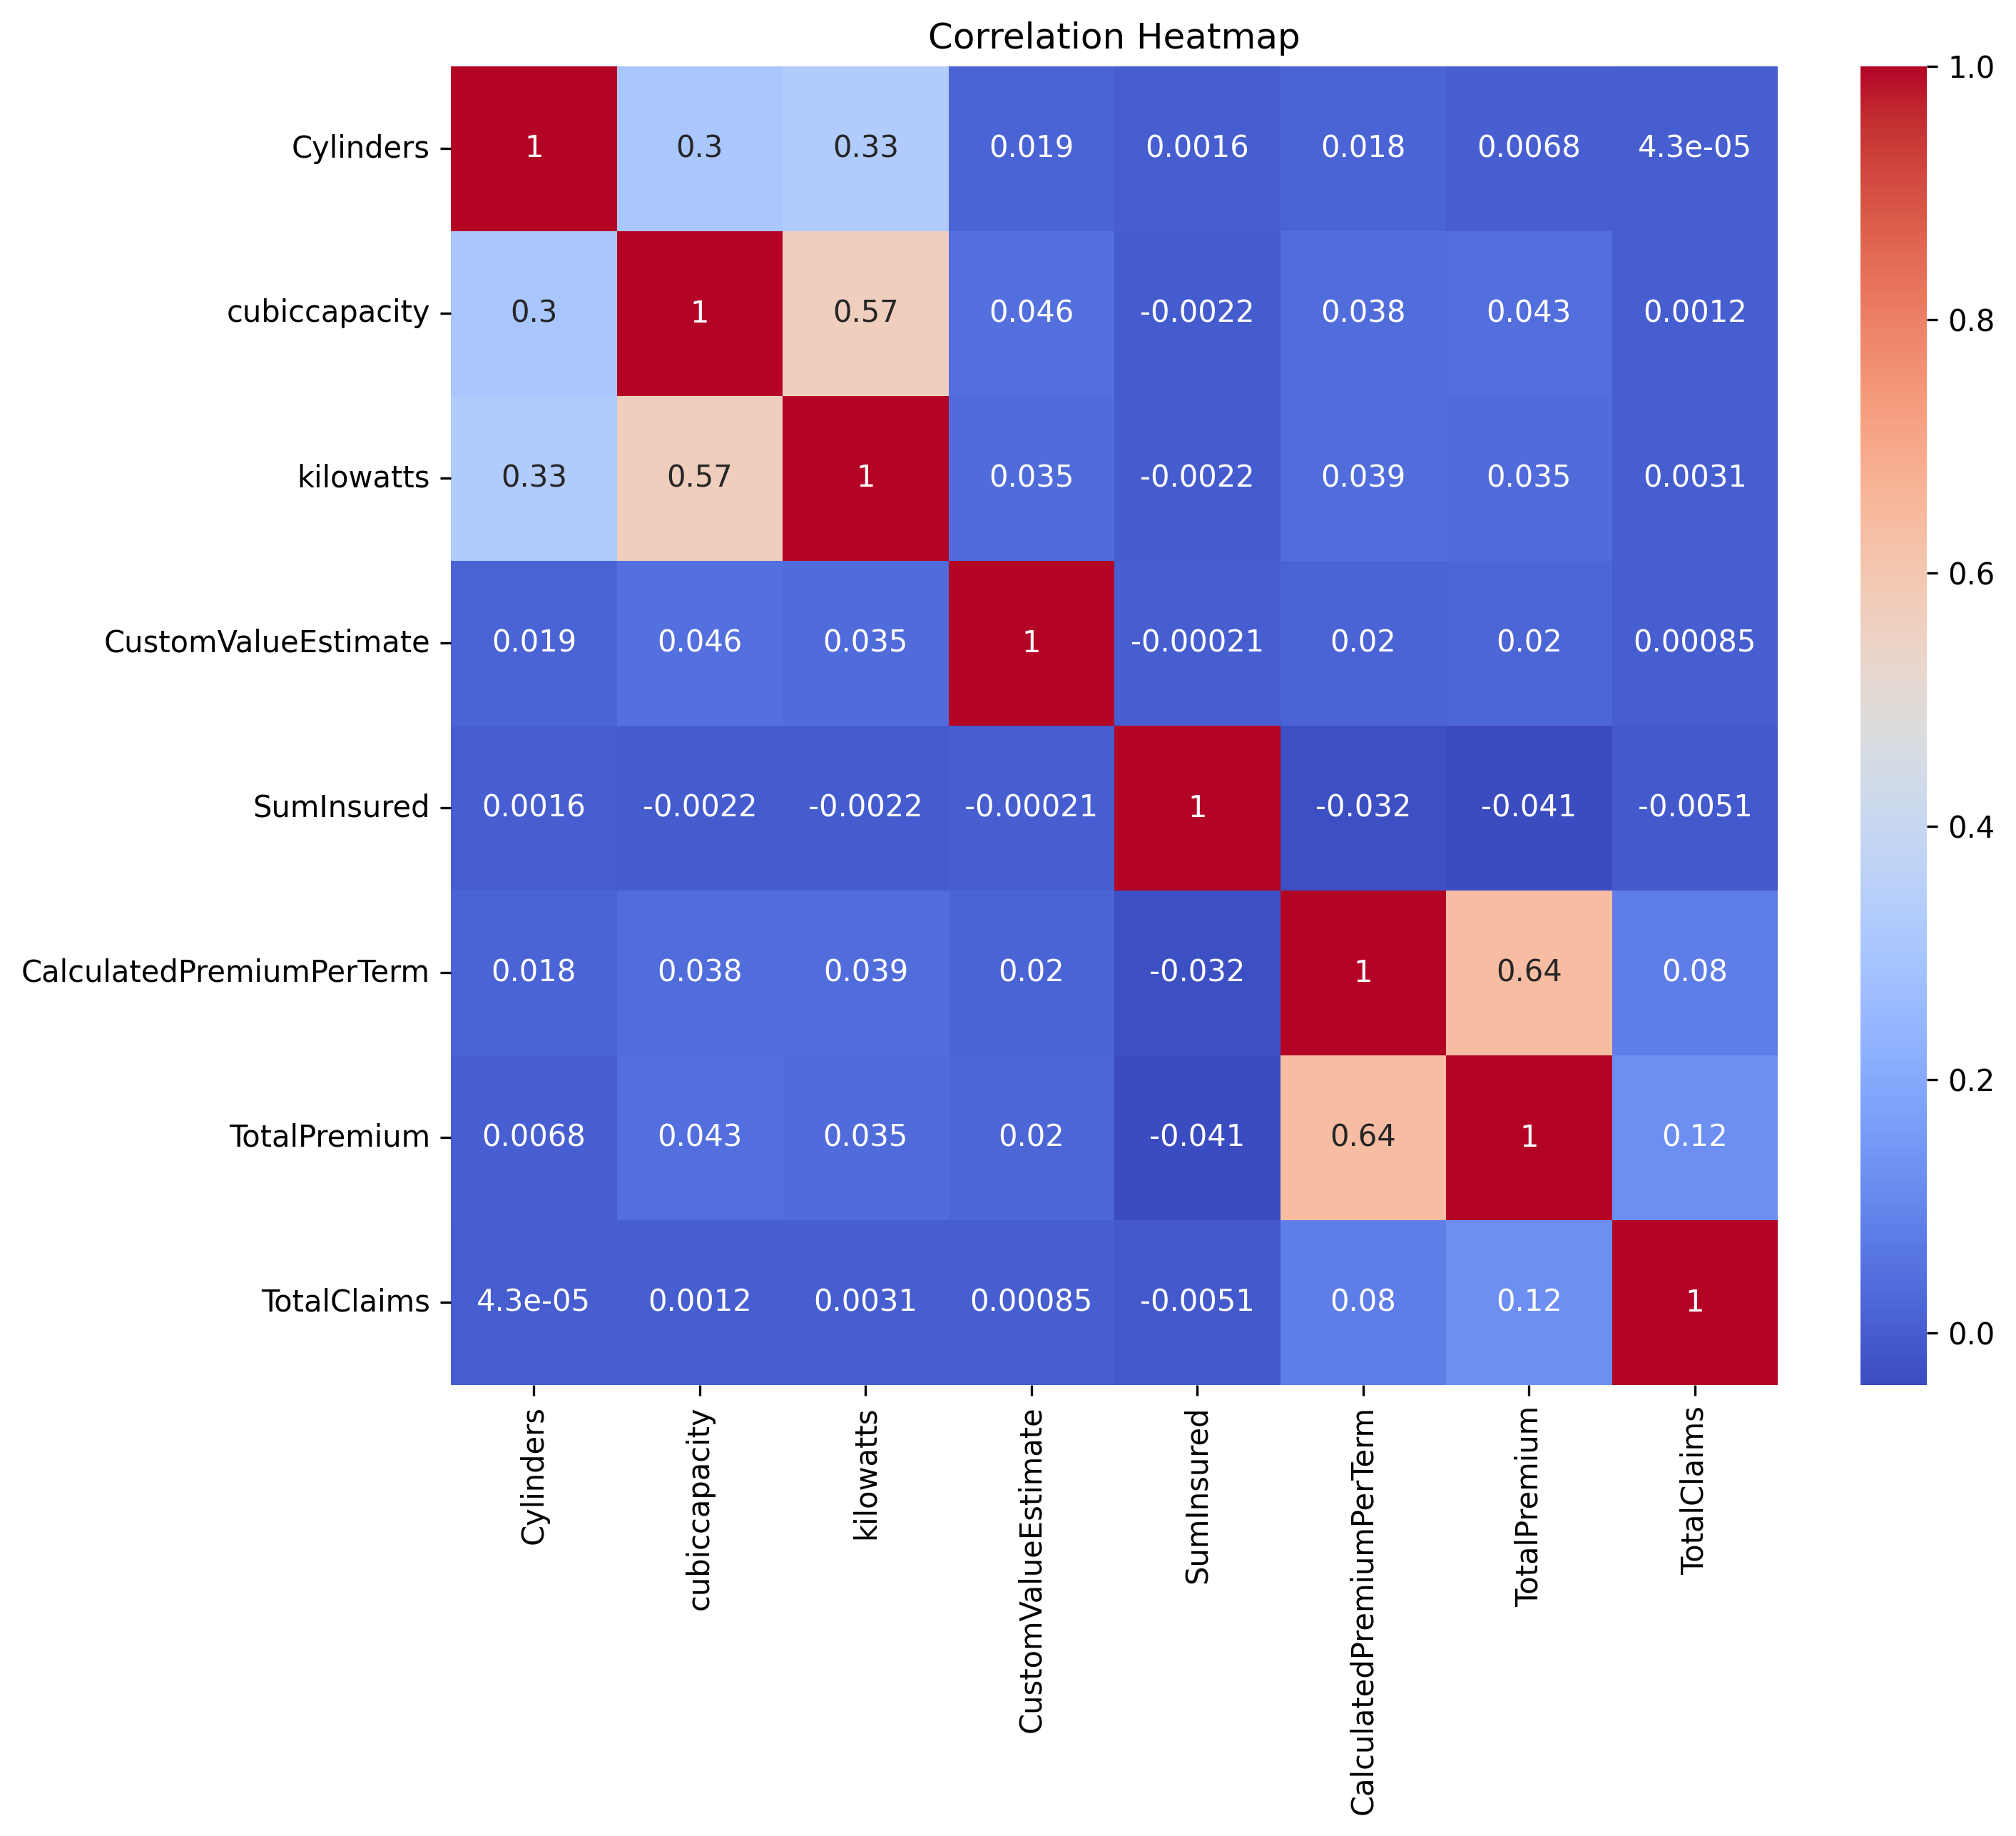 Correlation Heatmap
Cylinders 1 0.3 0.33 0.019 0.0016 0.018 0.0068 4.3e-05
cubiccapacity 0.3 1 0.57 0.046 -0.0022 0.038 0.043 0.0012
kilowatts 0.33 0.57 1 0.035 -0.0022 0.039 0.035 0.0031
CustomValueEstimate 0.019 0.046 0.035 1 -0.00021 0.02 0.02 0.00085
SumInsured 0.0016 -0.0022 -0.0022 -0.00021 1 -0.032 -0.041 -0.0051
CalculatedPremiumPerTerm 0.018 0.038 0.039 0.02 -0.032 1 0.64 0.08
TotalPremium 0.0068 0.043 0.035 0.02 -0.041 0.64 1 0.12
TotalClaims 4.3e-05 0.0012 0.0031 0.00085 -0.0051 0.08 0.12 1
Cylinders
cubiccapacity
kilowatts
CustomValueEstimate
SumInsured
CalculatedPremiumPerTerm
TotalPremium
TotalClaims
1.0
0.8
0.6
0.4
0.2
0.0